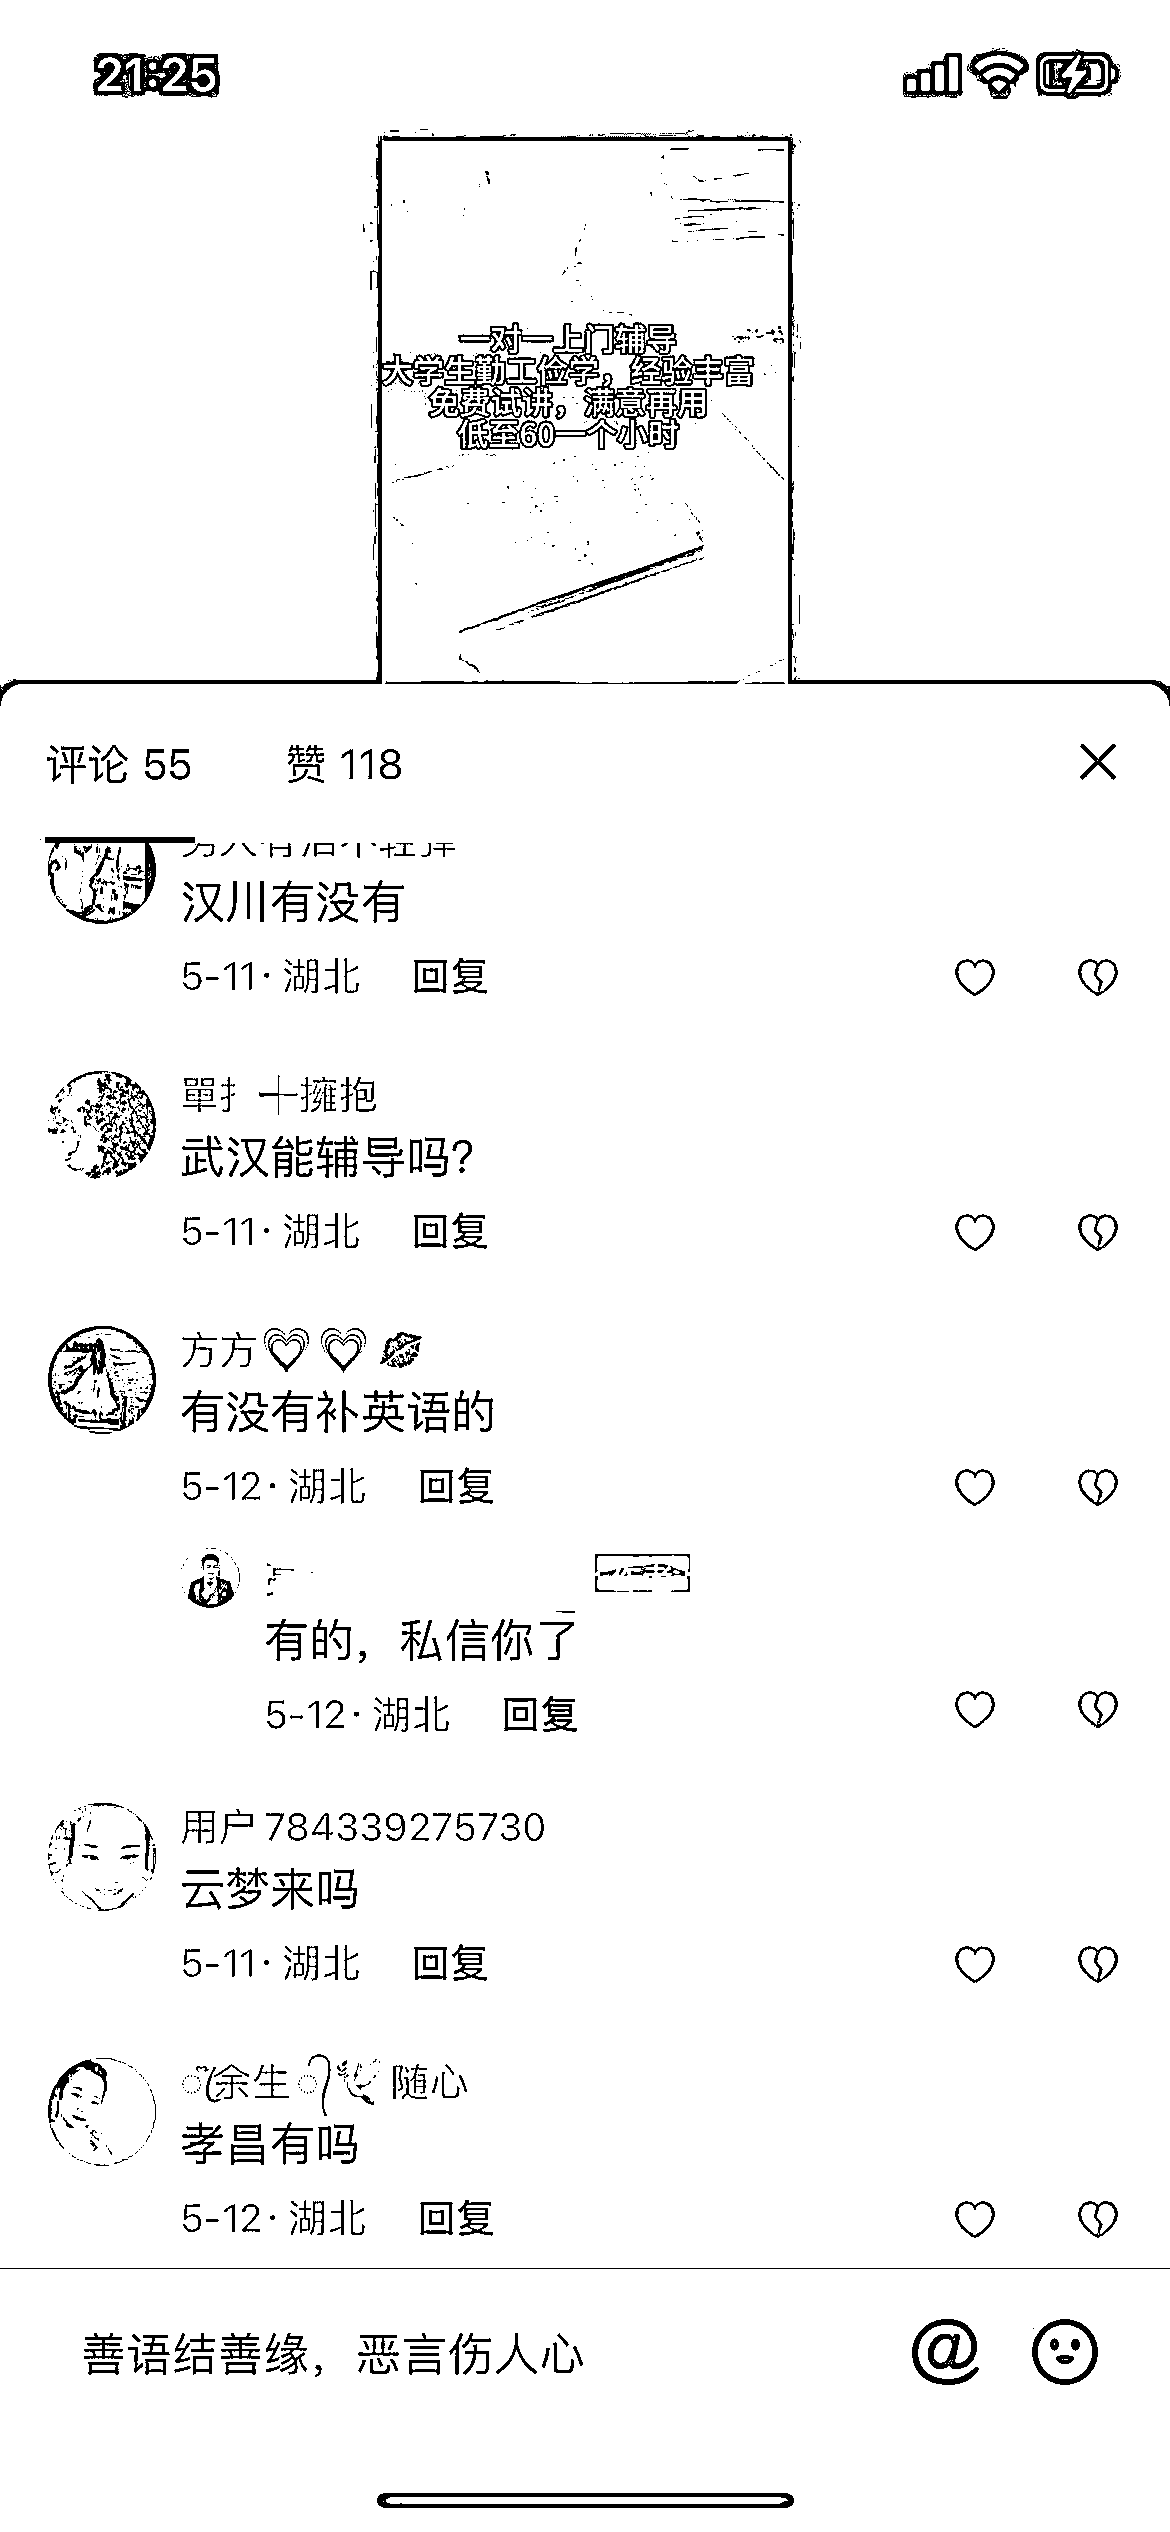 21:25
一对一上门辅导
大学生勤工俭学，经验丰富
免费试讲，满意再用
低至60一个小时
评论 55 赞 118
汉川有没有
5-11·湖北 回复
單扌╋擁抱
武汉能辅导吗？
5-11·湖北 回复
方方💗💗💋
有没有补英语的
5-12·湖北 回复
有的，私信你了
5-12·湖北 回复
用户784339275730
云梦来吗
5-11·湖北 回复
余生 随心
孝昌有吗
5-12·湖北 回复
善语结善缘，恶言伤人心